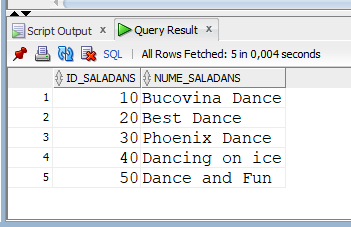 Script Output x Query Result x
SQL | All Rows Fetched: 5 in 0,004 seconds
ID_SALADANS NUME_SALADANS
1 10 Bucovina Dance
2 20 Best Dance
3 30 Phoenix Dance
4 40 Dancing on ice
5 50 Dance and Fun